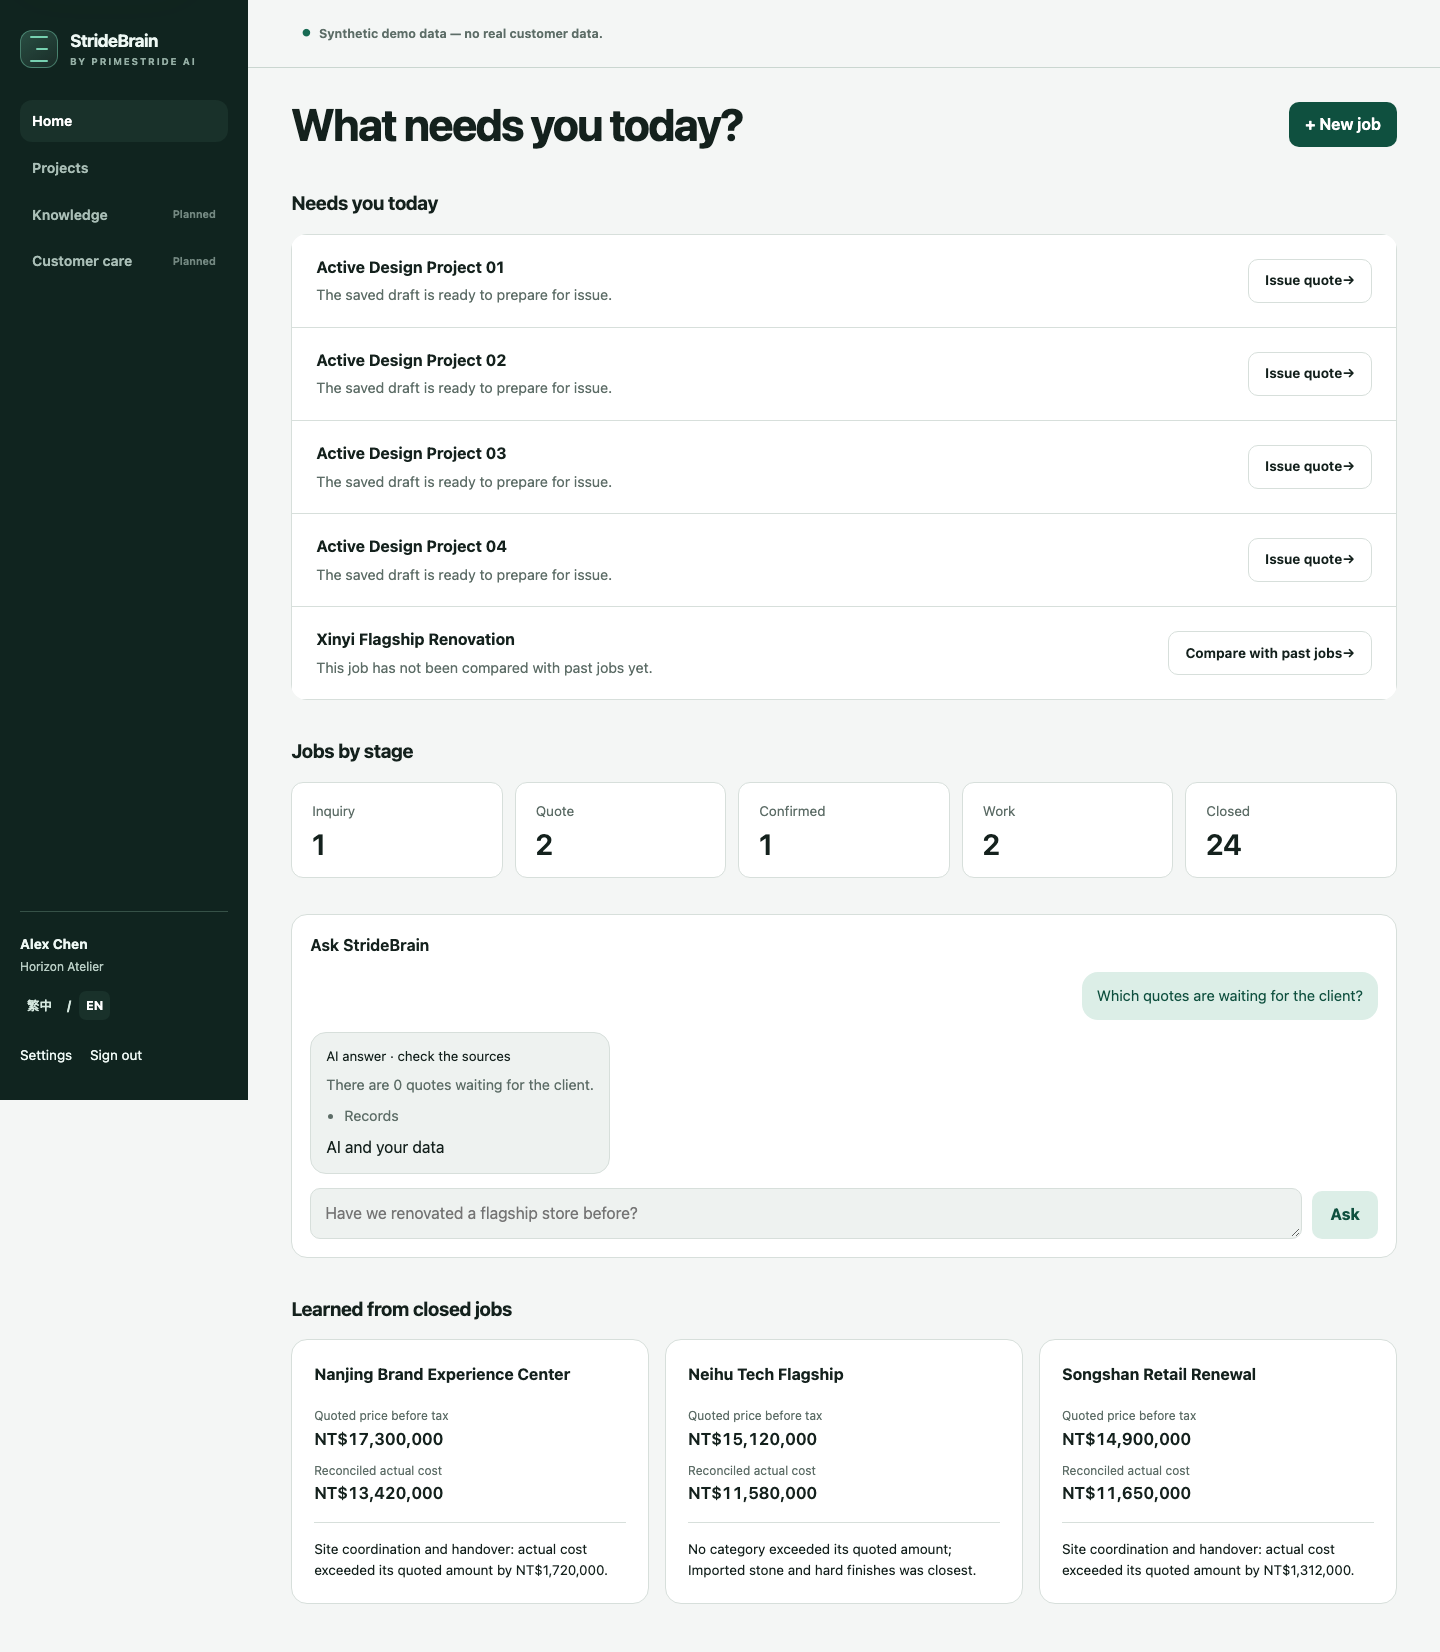 StrideBrain
BY PRIMESTRIDE AI
Home
Projects
Knowledge Planned
Customer care Planned
Alex Chen
Horizon Atelier
繁中 / EN
Settings Sign out
Synthetic demo data — no real customer data.
What needs you today?
+ New job
Needs you today
Active Design Project 01
The saved draft is ready to prepare for issue.
Issue quote→
Active Design Project 02
The saved draft is ready to prepare for issue.
Issue quote→
Active Design Project 03
The saved draft is ready to prepare for issue.
Issue quote→
Active Design Project 04
The saved draft is ready to prepare for issue.
Issue quote→
Xinyi Flagship Renovation
This job has not been compared with past jobs yet.
Compare with past jobs→
Jobs by stage
Inquiry
1
Quote
2
Confirmed
1
Work
2
Closed
24
Ask StrideBrain
Which quotes are waiting for the client?
AI answer · check the sources
There are 0 quotes waiting for the client.
• Records
AI and your data
Have we renovated a flagship store before?
Ask
Learned from closed jobs
Nanjing Brand Experience Center
Quoted price before tax
NT$17,300,000
Reconciled actual cost
NT$13,420,000
Site coordination and handover: actual cost
exceeded its quoted amount by NT$1,720,000.
Neihu Tech Flagship
Quoted price before tax
NT$15,120,000
Reconciled actual cost
NT$11,580,000
No category exceeded its quoted amount;
Imported stone and hard finishes was closest.
Songshan Retail Renewal
Quoted price before tax
NT$14,900,000
Reconciled actual cost
NT$11,650,000
Site coordination and handover: actual cost
exceeded its quoted amount by NT$1,312,000.